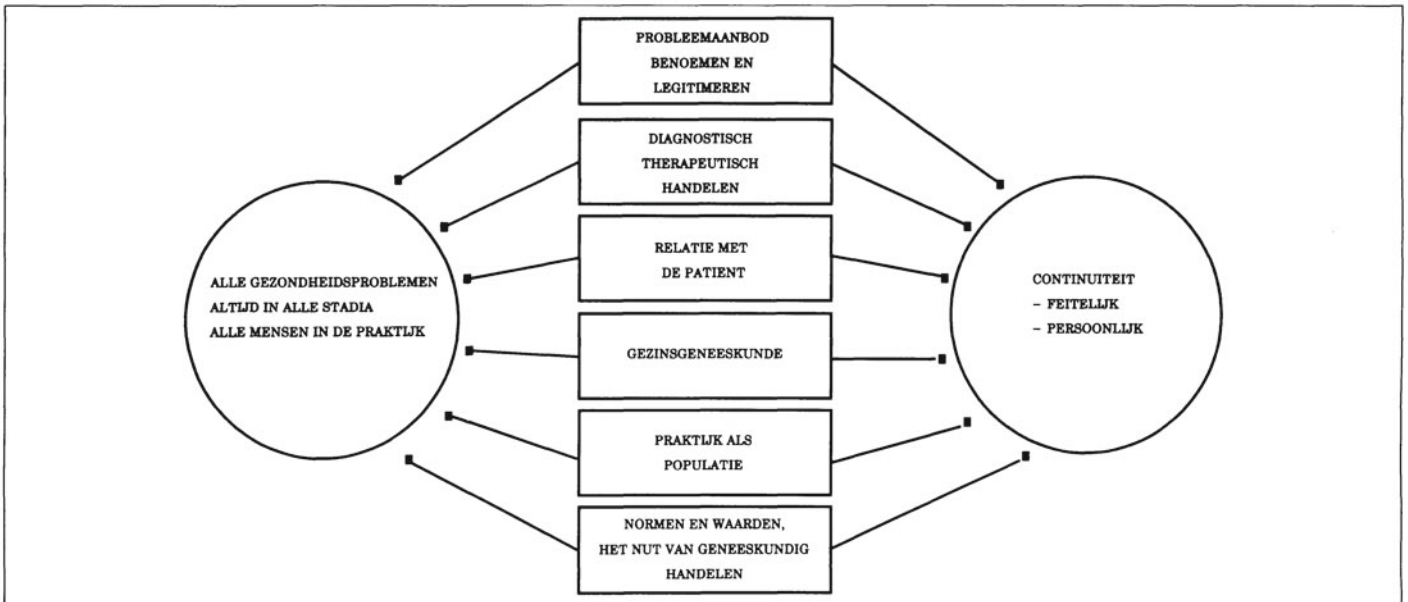 PROBLEEMAANBOD
BENOEMEN EN
LEGITIMEREN
DIAGNOSTISCH
THERAPEUTISCH
HANDELEN
RELATIE MET
DE PATIENT
ALLE GEZONDHEIDSPROBLEMEN
ALTIJD IN ALLE STADIA
ALLE MENSEN IN DE PRAKTIJK
CONTINUITEIT
– FEITELIJK
– PERSOONLIJK
GEZINSGENEESKUNDE
PRAKTIJK ALS
POPULATIE
NORMEN EN WAARDEN,
HET NUT VAN GENEESKUNDIG
HANDELEN